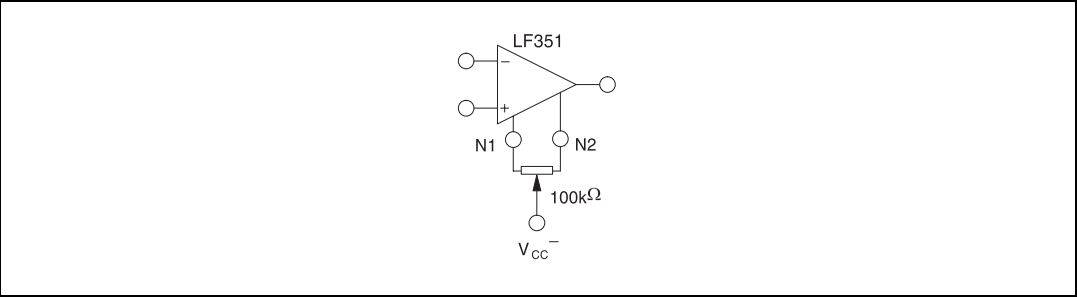 LF351
−
+
N1
N2
100kΩ
VCC−